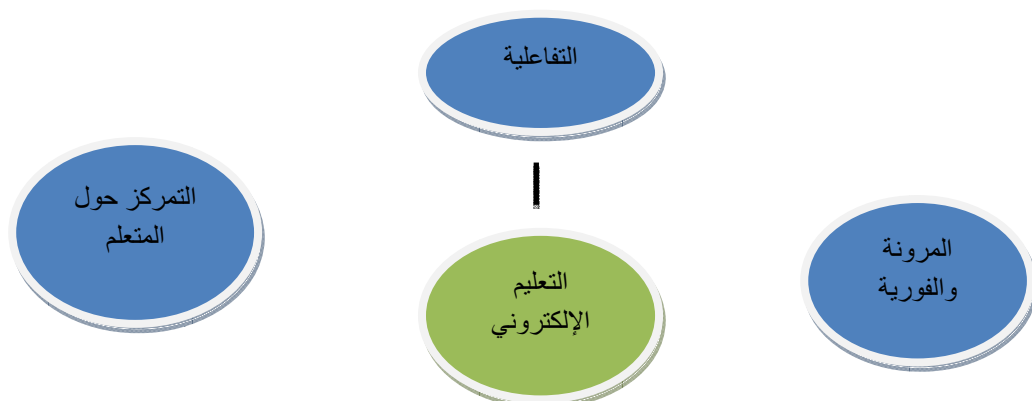 التفاعلية
المرونة
والفورية
التعليم
الإلكتروني
التمركز حول
المتعلم